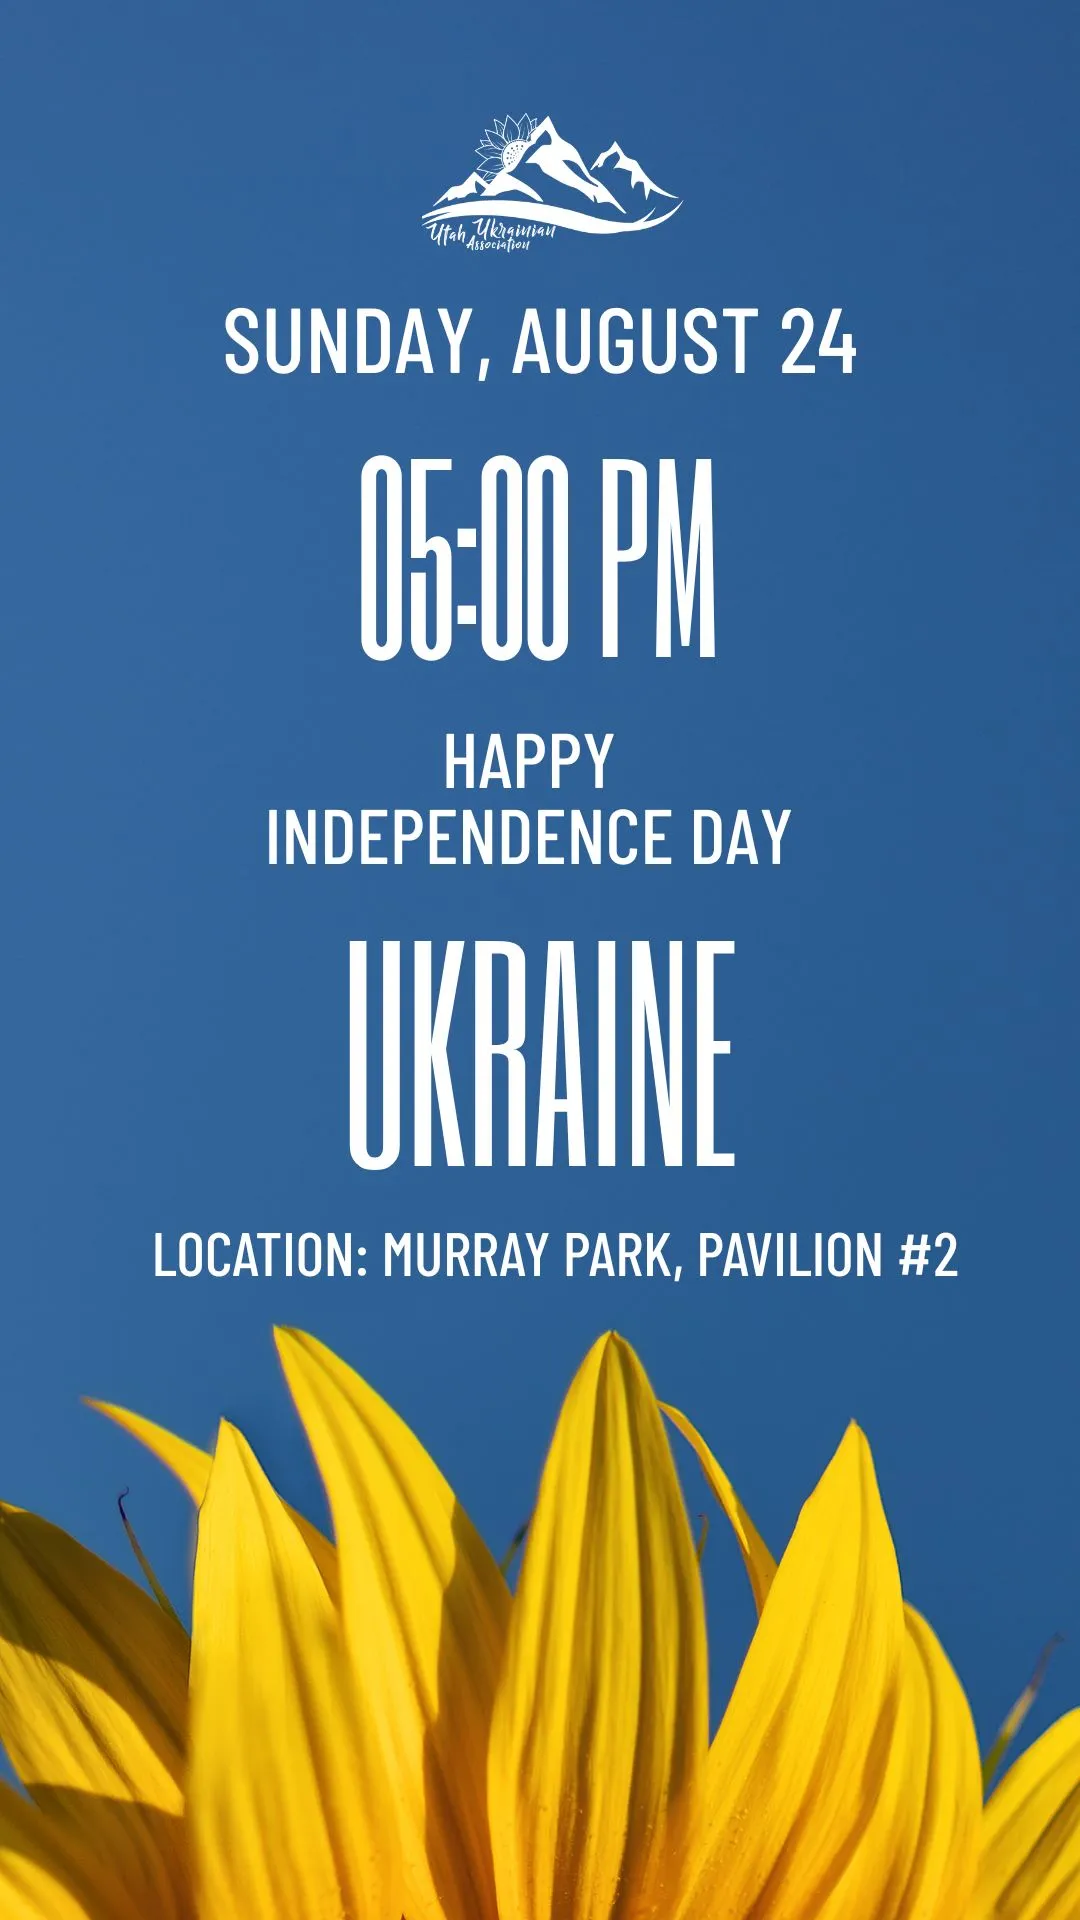 Utah Ukrainian
Association
SUNDAY, AUGUST 24
05:00 PM
HAPPY
INDEPENDENCE DAY
UKRAINE
LOCATION: MURRAY PARK, PAVILION #2